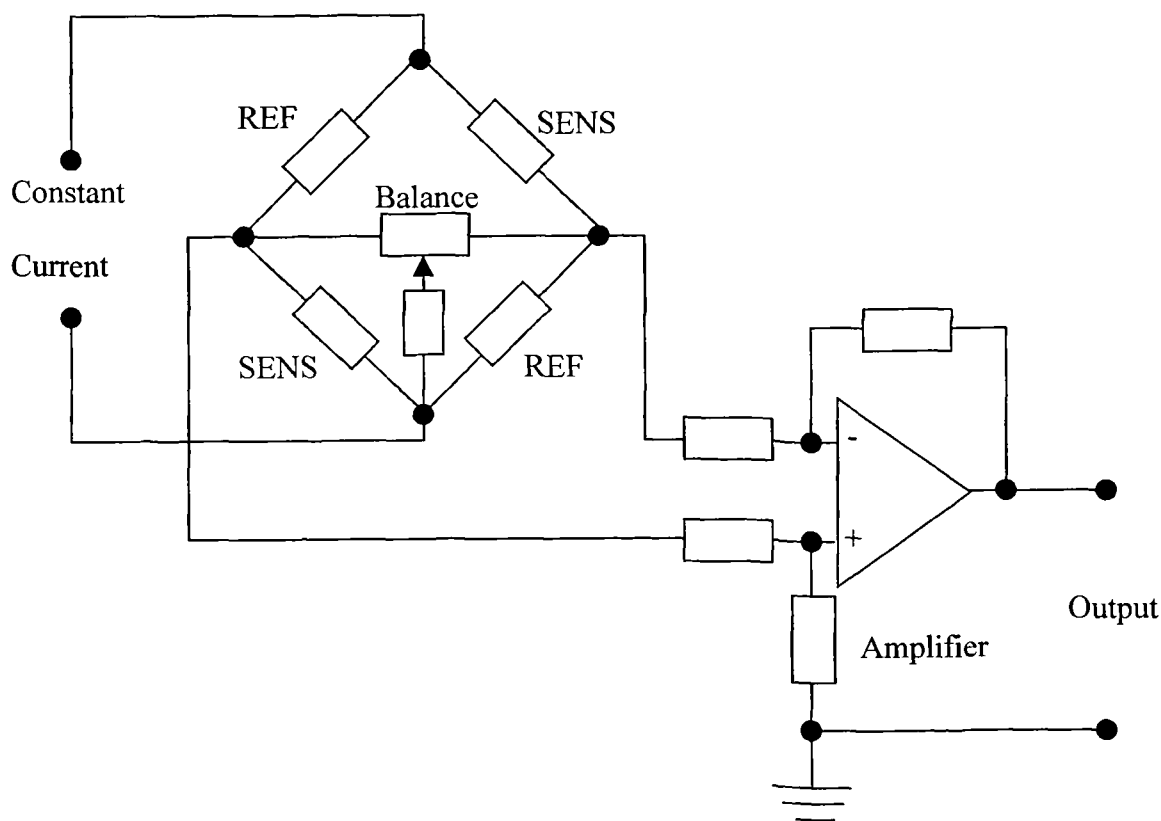 REF
SENS
Constant
Balance
Current
SENS
REF
-
+
Output
Amplifier